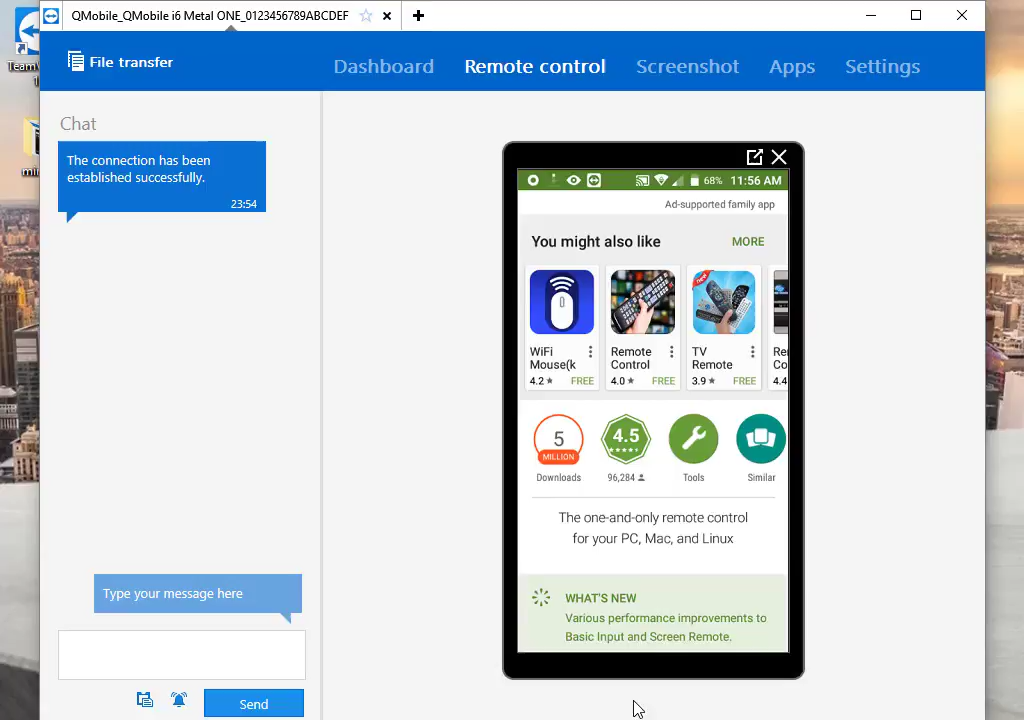 QMobile_QMobile i6 Metal ONE_0123456789ABCDEF
File transfer
Dashboard
Remote control
Screenshot
Apps
Settings
Chat
The connection has been
established successfully.
23:54
Type your message here
Send
68% 11:56 AM
Ad-supported family app
You might also like
MORE
WiFi
Mouse(k
4.2 ★ FREE
Remote
Control
4.0 ★ FREE
TV
Remote
3.9 ★ FREE
4.4
5
MILLION
Downloads
4.5
96,284
Tools
Similar
The one-and-only remote control
for your PC, Mac, and Linux
WHAT'S NEW
Various performance improvements to
Basic Input and Screen Remote.